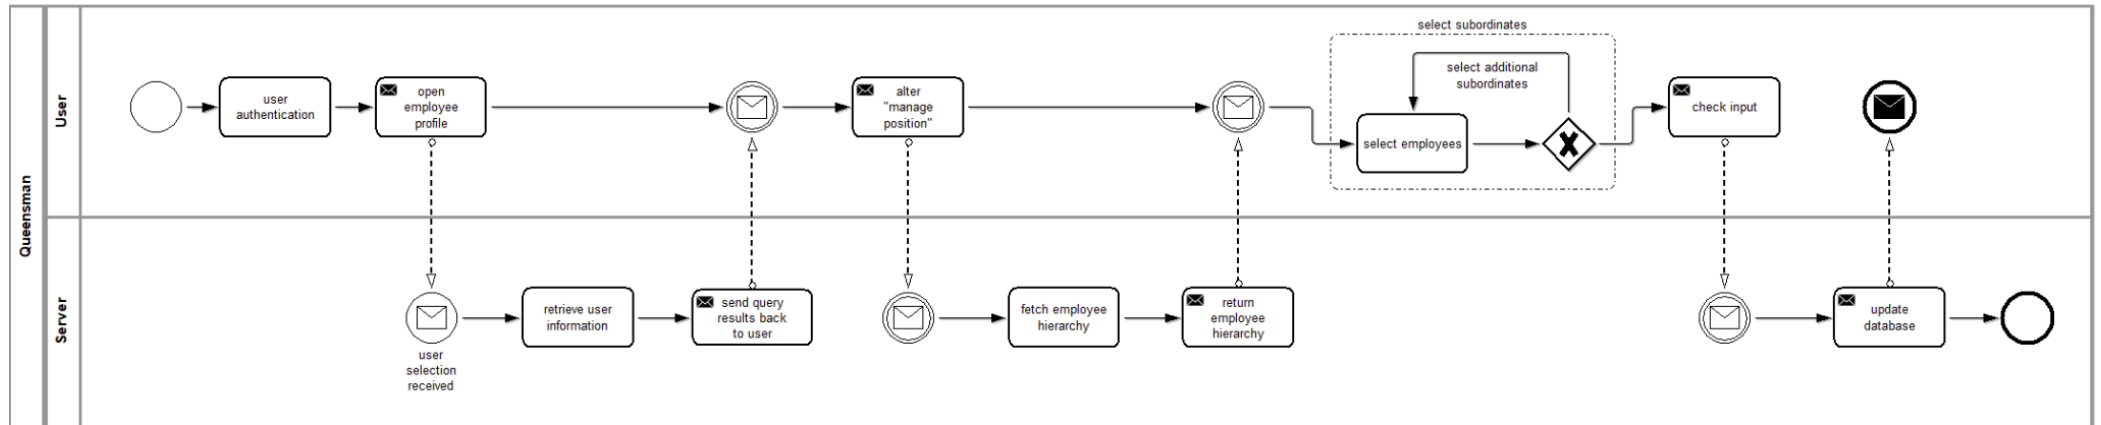 Queensman
User
user
authentication
open
employee
profile
alter
"manage
position"
select subordinates
select additional
subordinates
select employees
check input
Server
user
selection
received
retrieve user
information
send query
results back
to user
fetch employee
hierarchy
return
employee
hierarchy
update
database